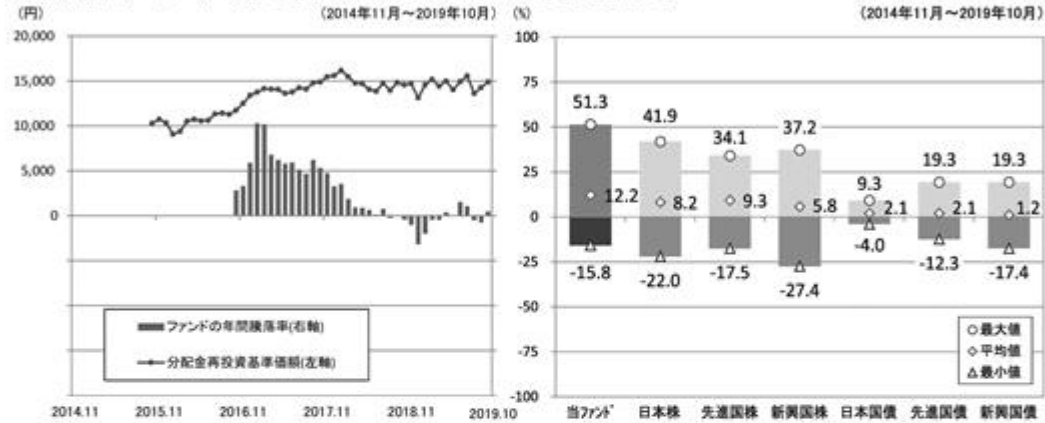 (円)
(2014年11月～2019年10月)
20,000
15,000
10,000
5,000
0
ファンドの年間騰落率(右軸)
分配金再投資基準価額(左軸)
2014.11 2015.11 2016.11 2017.11 2018.11 2019.10
(%)
(2014年11月～2019年10月)
100
75
50
25
0
-25
-50
-75
-100
51.3 41.9 34.1 37.2 9.3 19.3 19.3
12.2 8.2 9.3 5.8 2.1 2.1 1.2
-15.8 -22.0 -17.5 -27.4 -4.0 -12.3 -17.4
最大値
平均値
最小値
当ファンド 日本株 先進国株 新興国株 日本国債 先進国債 新興国債